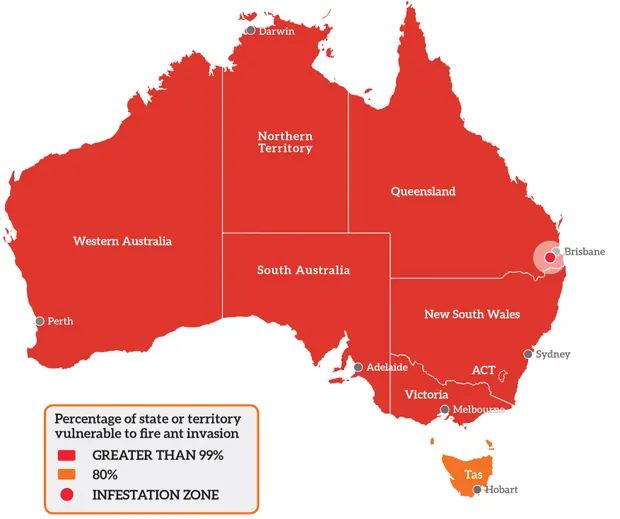 Darwin
Northern
Territory
Queensland
Western Australia
Brisbane
South Australia
New South Wales
Perth
Sydney
Adelaide
ACT
Victoria
Melbourne
Percentage of state or territory
vulnerable to fire ant invasion
GREATER THAN 99%
80%
INFESTATION ZONE
Tas
Hobart